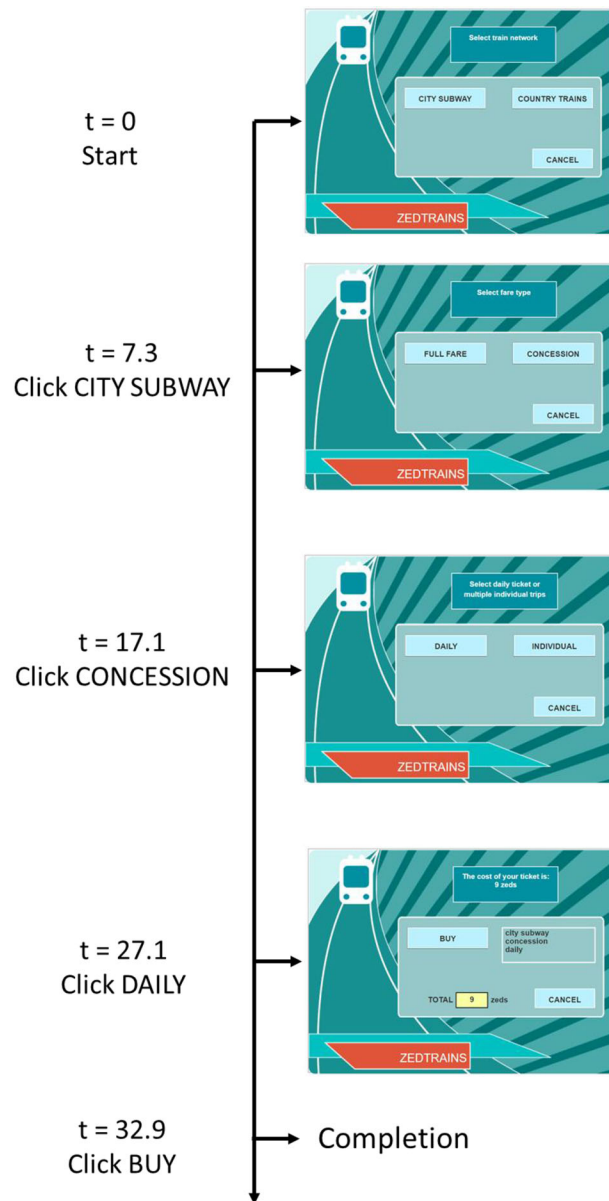 t = 0
Start
Select train network
CITY SUBWAY
COUNTRY TRAINS
CANCEL
ZEDTRAINS
t = 7.3
Click CITY SUBWAY
Select fare type
FULL FARE
CONCESSION
CANCEL
ZEDTRAINS
t = 17.1
Click CONCESSION
Select daily ticket or
multiple individual trips
DAILY
INDIVIDUAL
CANCEL
ZEDTRAINS
t = 27.1
Click DAILY
The cost of your ticket is:
9 zeds
BUY
city subway
concession
daily
TOTAL 9 zeds
CANCEL
ZEDTRAINS
t = 32.9
Click BUY
Completion